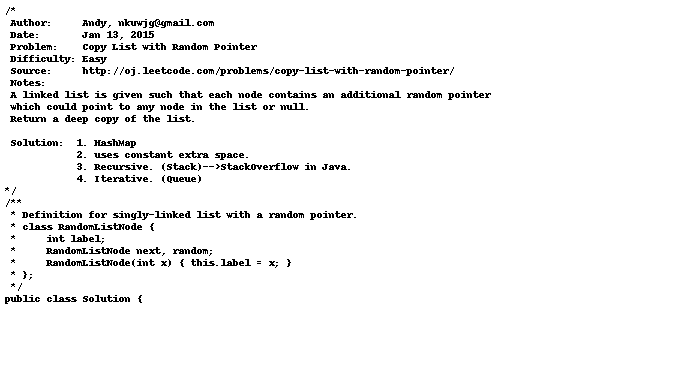 /*
 Author:     Andy, nkuwjg@gmail.com
 Date:       Jan 13, 2015
 Problem:    Copy List with Random Pointer
 Difficulty: Easy
 Source:     http://oj.leetcode.com/problems/copy-list-with-random-pointer/
 Notes:
 A linked list is given such that each node contains an additional random pointer
 which could point to any node in the list or null.
 Return a deep copy of the list.

 Solution:  1. HashMap
            2. uses constant extra space.
            3. Recursive. (Stack)-->StackOverflow in Java.
            4. Iterative. (Queue)
*/
/**
 * Definition for singly-linked list with a random pointer.
 * class RandomListNode {
 *     int label;
 *     RandomListNode next, random;
 *     RandomListNode(int x) { this.label = x; }
 * };
 */
public class Solution {